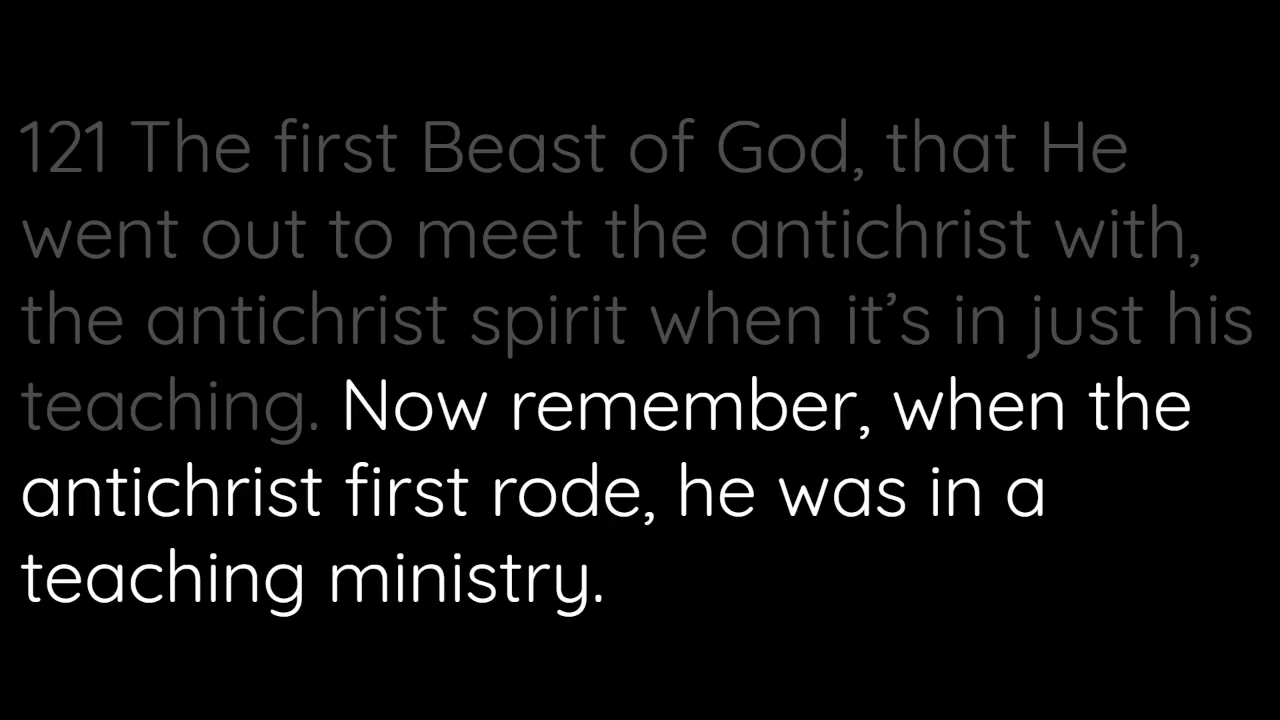 121 The first Beast of God, that He
went out to meet the antichrist with,
the antichrist spirit when it’s in just his
teaching. Now remember, when the
antichrist first rode, he was in a
teaching ministry.